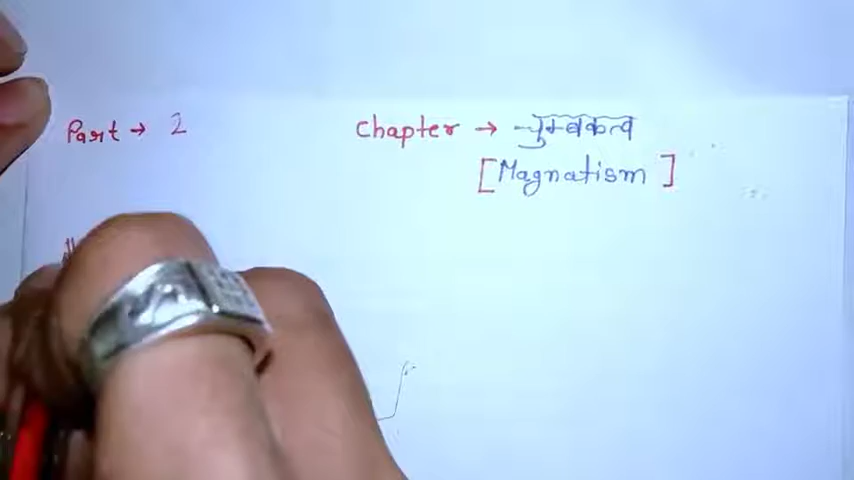 Part → 2
Chapter → चुम्बकत्व
[Magnatism]